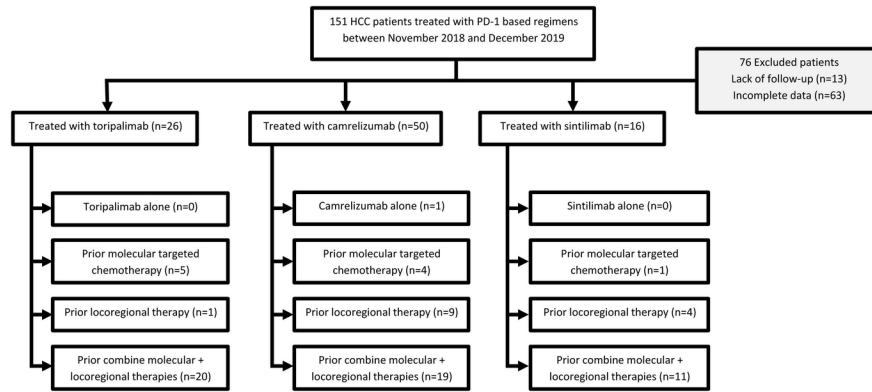 151 HCC patients treated with PD-1 based regimens
between November 2018 and December 2019
76 Excluded patients
Lack of follow-up (n=13)
Incomplete data (n=63)
Treated with toripalimab (n=26)
Treated with camrelizumab (n=50)
Treated with sintilimab (n=16)
Toripalimab alone (n=0)
Camrelizumab alone (n=1)
Sintilimab alone (n=0)
Prior molecular targeted
chemotherapy (n=5)
Prior molecular targeted
chemotherapy (n=4)
Prior molecular targeted
chemotherapy (n=1)
Prior locoregional therapy (n=1)
Prior locoregional therapy (n=9)
Prior locoregional therapy (n=4)
Prior combine molecular +
locoregional therapies (n=20)
Prior combine molecular +
locoregional therapies (n=19)
Prior combine molecular +
locoregional therapies (n=11)